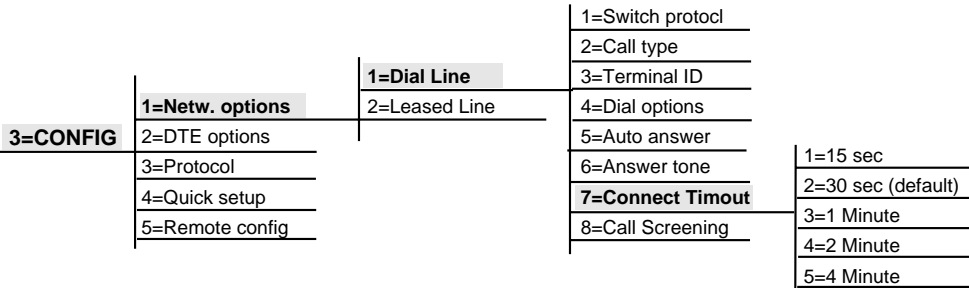 3=CONFIG
1=Netw. options
2=DTE options
3=Protocol
4=Quick setup
5=Remote config
1=Dial Line
2=Leased Line
1=Switch protocl
2=Call type
3=Terminal ID
4=Dial options
5=Auto answer
6=Answer tone
7=Connect Timout
8=Call Screening
1=15 sec
2=30 sec (default)
3=1 Minute
4=2 Minute
5=4 Minute